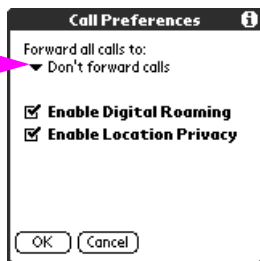 Call Preferences i
Forward all calls to:
Don't forward calls
Enable Digital Roaming
Enable Location Privacy
OK Cancel